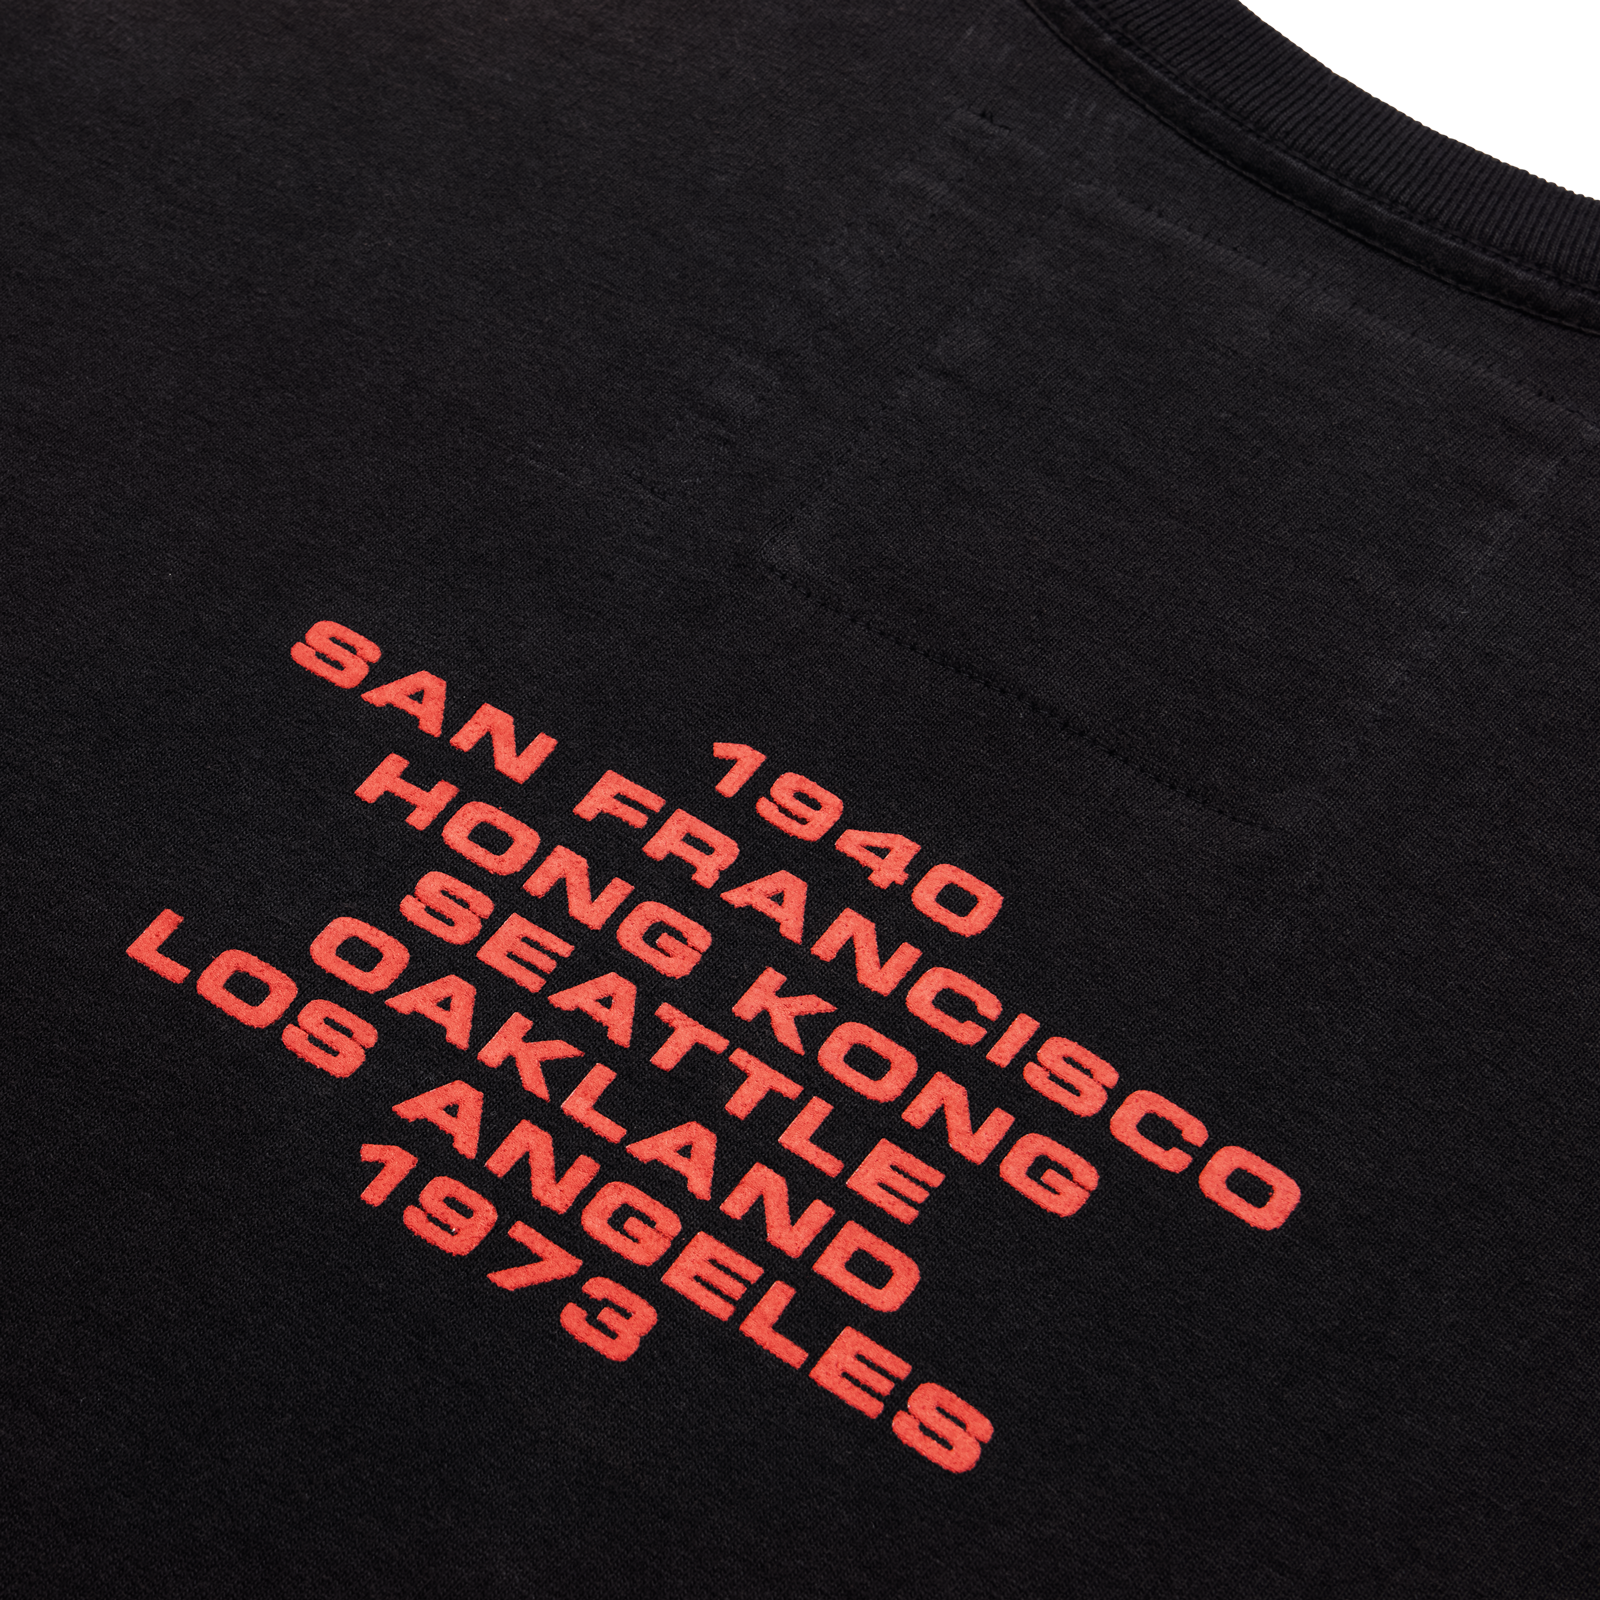 1940
SAN FRANCISCO
HONG KONG
SEATTLE
OAKLAND
LOS ANGELES
1973